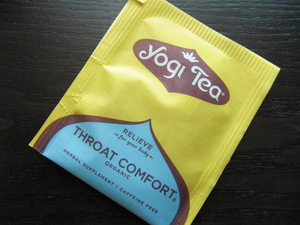 yogi Tea®
RELIEVE
for your body
THROAT COMFORT®
ORGANIC
HERBAL SUPPLEMENT | CAFFEINE FREE